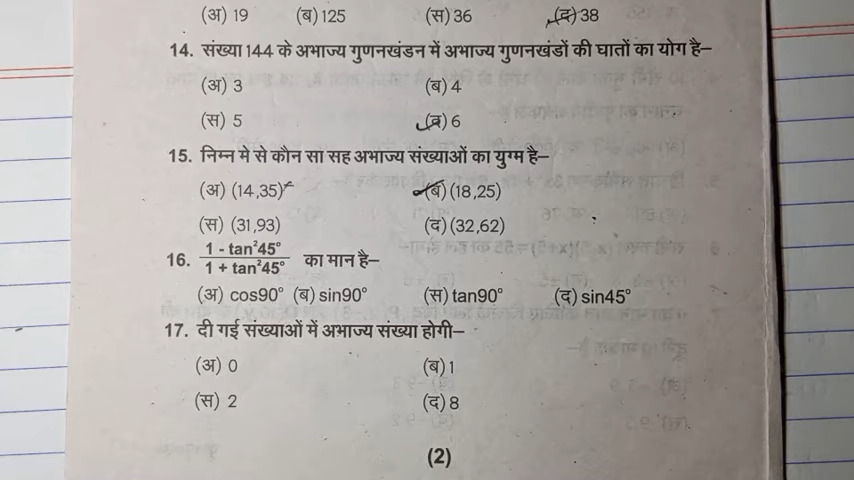 (अ) 19 (ब) 125 (स) 36 (द) 38
14. संख्या 144 के अभाज्य गुणनखंडन में अभाज्य गुणनखंडों की घातों का योग है–
(अ) 3 (ब) 4
(स) 5 (द) 6
15. निम्न मे से कौन सा सह अभाज्य संख्याओं का युग्म है–
(अ) (14,35) (ब) (18,25)
(स) (31,93) (द) (32,62)
16. 1 - tan²45° / 1 + tan²45° का मान है–
(अ) cos90° (ब) sin90° (स) tan90° (द) sin45°
17. दी गई संख्याओं में अभाज्य संख्या होगी–
(अ) 0 (ब) 1
(स) 2 (द) 8
(2)